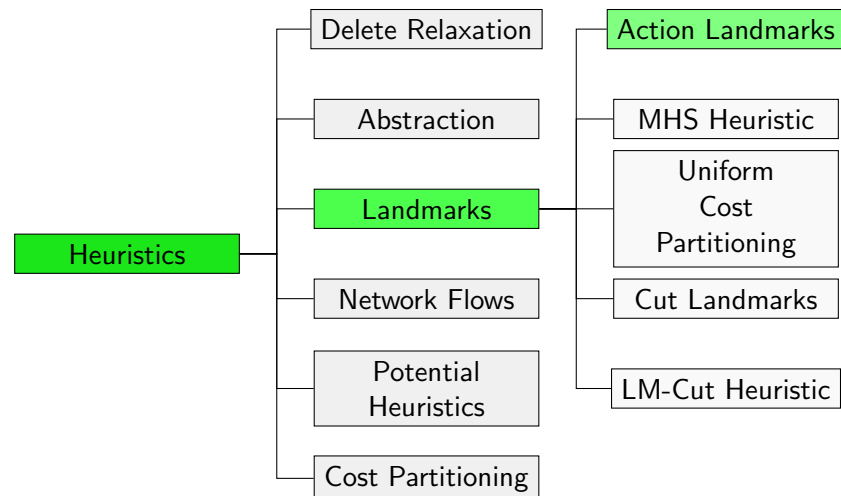 Heuristics
Delete Relaxation
Abstraction
Landmarks
Network Flows
Potential
Heuristics
Cost Partitioning
Action Landmarks
MHS Heuristic
Uniform
Cost
Partitioning
Cut Landmarks
LM-Cut Heuristic